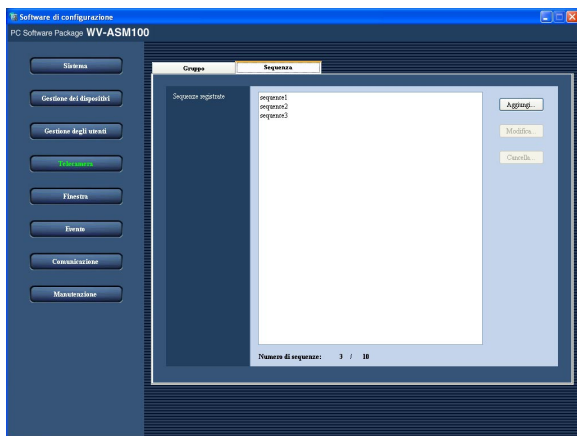 Software di configurazione
PC Software Package WV-ASM100
Sistema
Gestione dei dispositivi
Gestione degli utenti
Telecamera
Finestra
Evento
Comunicazione
Manutenzione
Gruppo
Sequenza
Sequenze registrate
sequence1
sequence2
sequence3
Aggiungi...
Modifica...
Cancella...
Numero di sequenze: 3 / 10